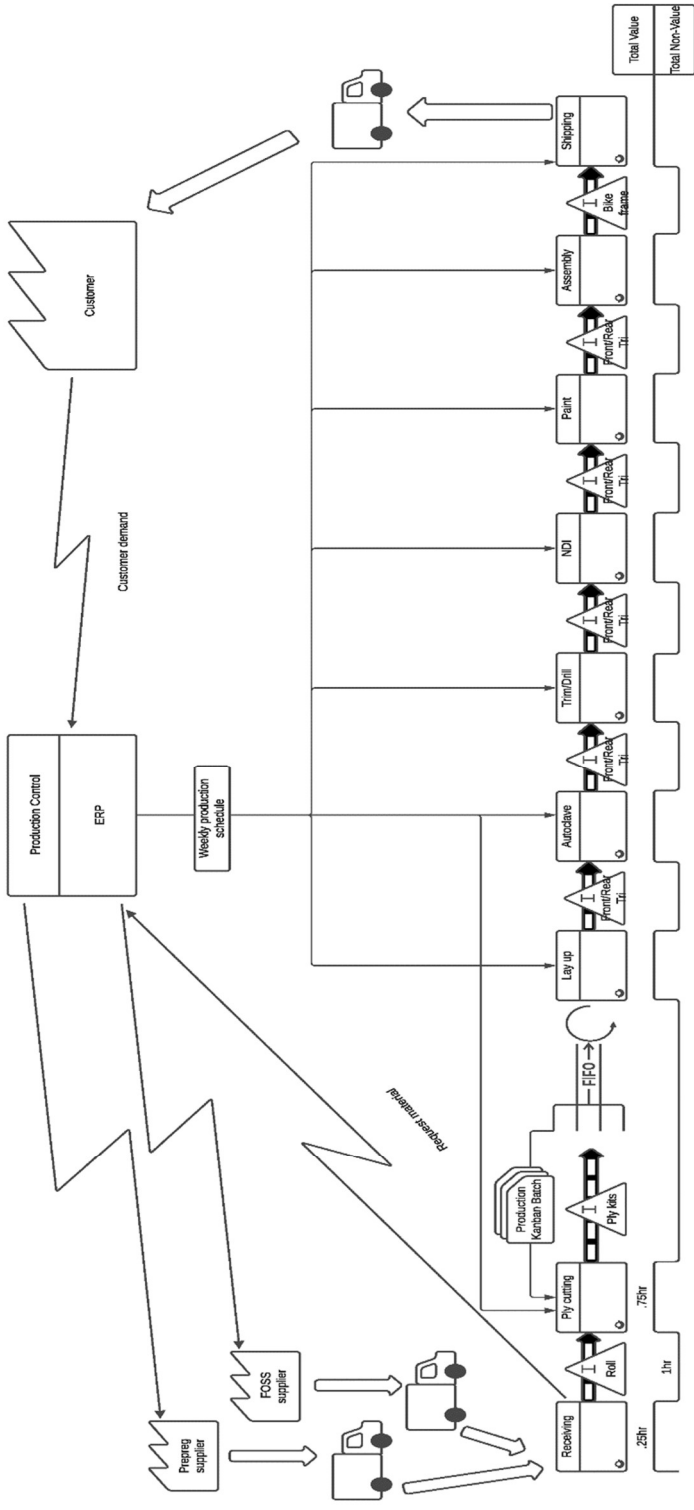 Customer
Customer demand
Production Control
ERP
Weekly production
schedule
Prepreg
supplier
FOSS
supplier
Request material
Production
Kanban Batch
FIFO
Receiving
I
Roll
Ply cutting
I
Ply kits
Lay up
I
Front/Rear
Tri
Autoclave
I
Front/Rear
Tri
Trim/Drill
I
Front/Rear
Tri
NDI
I
Front/Rear
Tri
Paint
I
Front/Rear
Tri
Assembly
I
Bike
frame
Shipping
.25hr
1hr
.75hr
Total Value
Total Non-Value